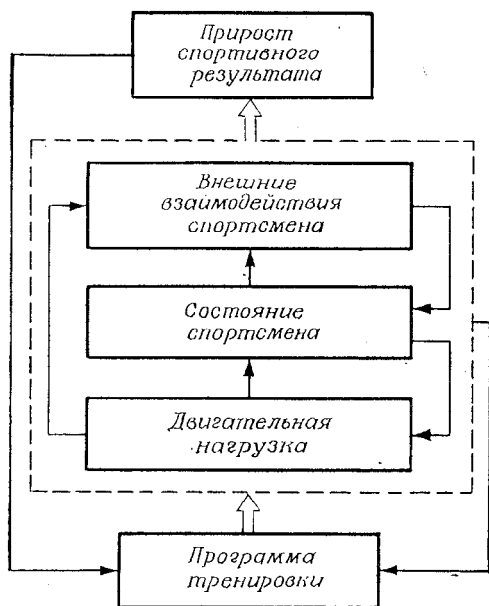 Прирост
спортивного
результата
Внешние
взаимодействия
спортсмена
Состояние
спортсмена
Двигательная
нагрузка
Программа
тренировки